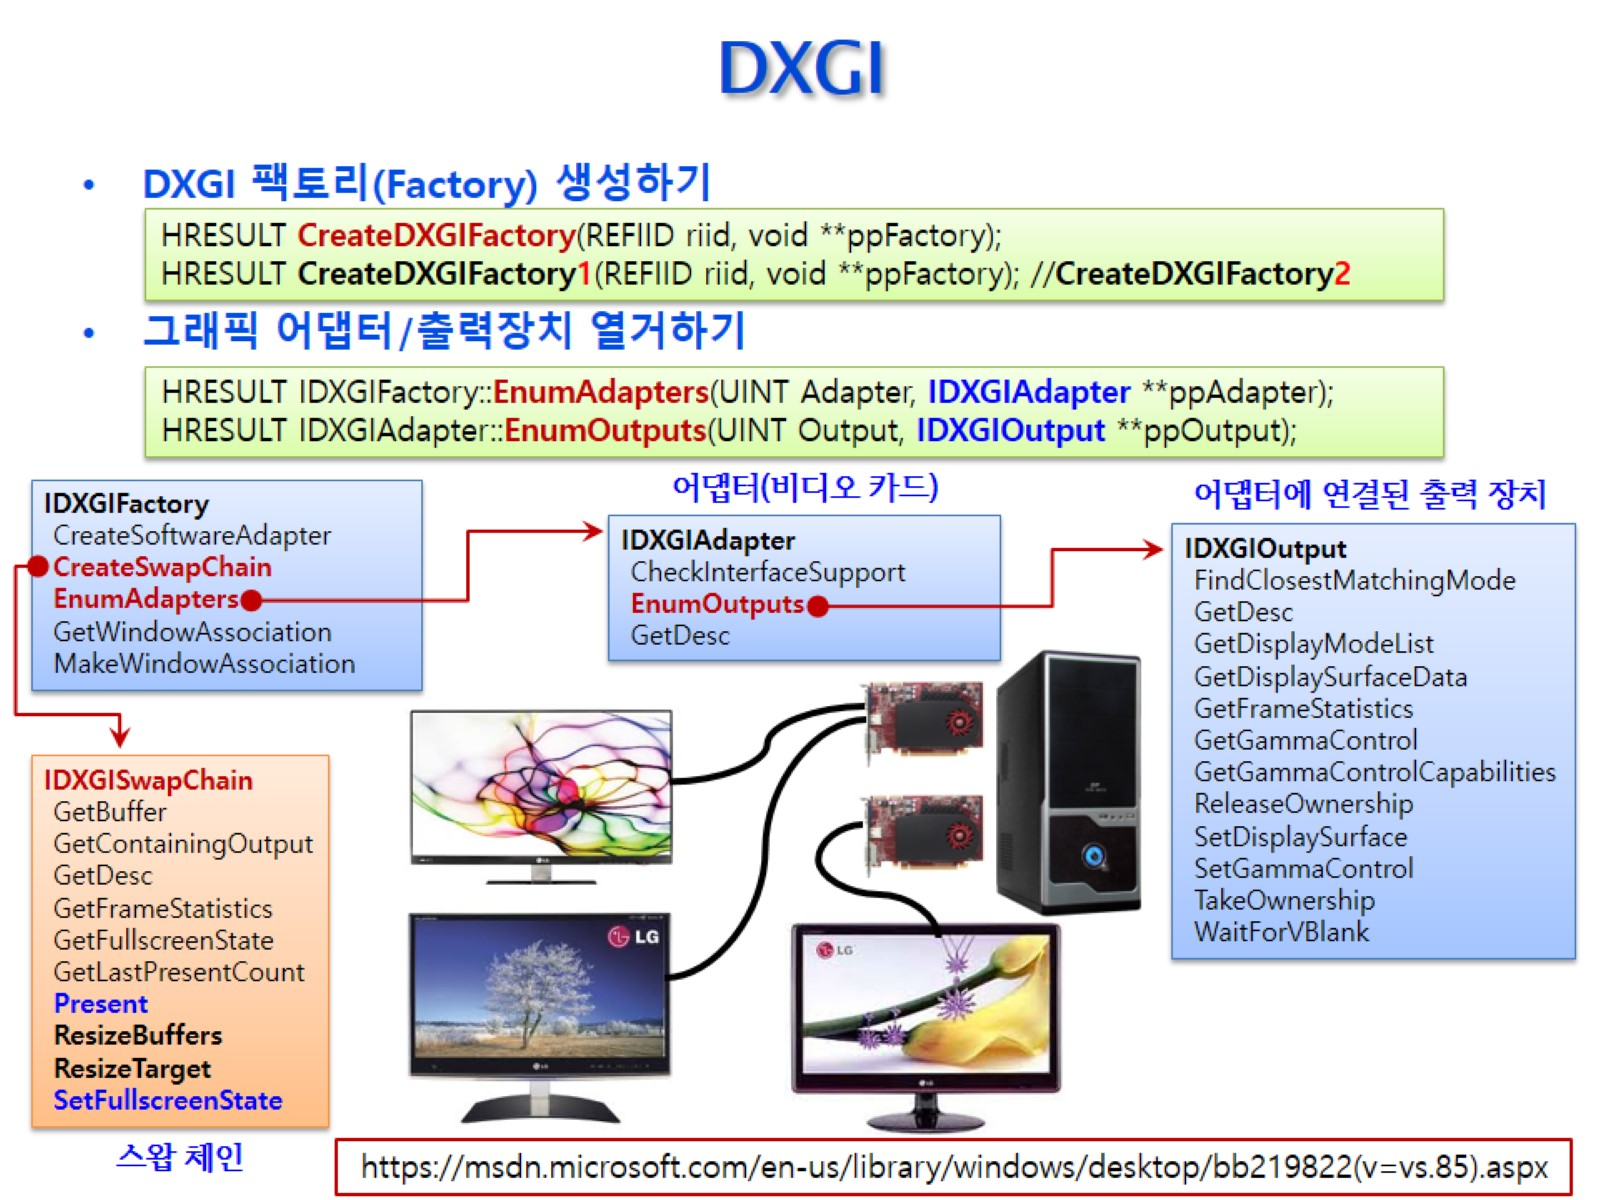 DXGI
• DXGI 팩토리(Factory) 생성하기
HRESULT CreateDXGIFactory(REFIID riid, void **ppFactory);
HRESULT CreateDXGIFactory1(REFIID riid, void **ppFactory); //CreateDXGIFactory2
• 그래픽 어댑터/출력장치 열거하기
HRESULT IDXGIFactory::EnumAdapters(UINT Adapter, IDXGIAdapter **ppAdapter);
HRESULT IDXGIAdapter::EnumOutputs(UINT Output, IDXGIOutput **ppOutput);
IDXGIFactory
CreateSoftwareAdapter
CreateSwapChain
EnumAdapters
GetWindowAssociation
MakeWindowAssociation
어댑터(비디오 카드)
IDXGIAdapter
CheckInterfaceSupport
EnumOutputs
GetDesc
어댑터에 연결된 출력 장치
IDXGIOutput
FindClosestMatchingMode
GetDesc
GetDisplayModeList
GetDisplaySurfaceData
GetFrameStatistics
GetGammaControl
GetGammaControlCapabilities
ReleaseOwnership
SetDisplaySurface
SetGammaControl
TakeOwnership
WaitForVBlank
IDXGISwapChain
GetBuffer
GetContainingOutput
GetDesc
GetFrameStatistics
GetFullscreenState
GetLastPresentCount
Present
ResizeBuffers
ResizeTarget
SetFullscreenState
스왑 체인
LG
LG
LG
LG
LG
https://msdn.microsoft.com/en-us/library/windows/desktop/bb219822(v=vs.85).aspx